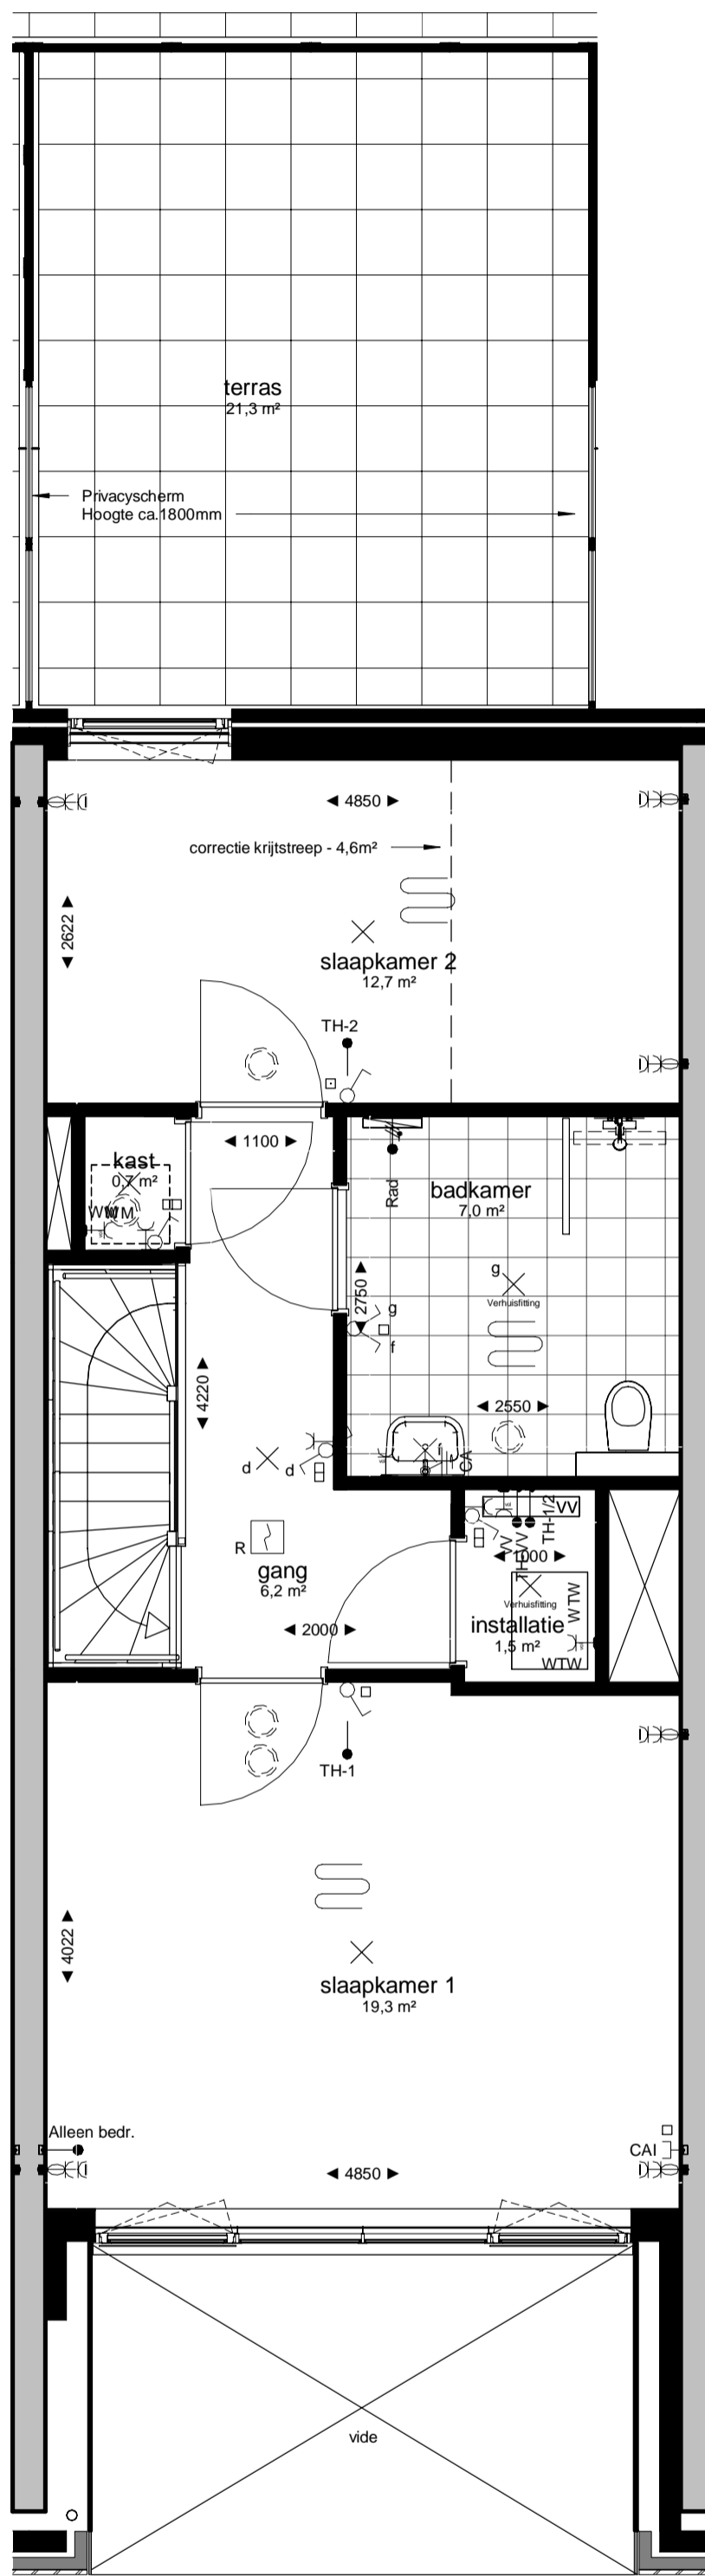 terras
21,3 m²
Privacyscherm
Hoogte ca.1800mm
4850
correctie krijtstreep - 4,6m²
2622
slaapkamer 2
12,7 m²
TH-2
1100
kast
0,7 m²
WM
Rad
badkamer
7,0 m²
g
Verhuisfitting
2750
g
f
4220
2550
d
d
f
CA
VV
R
gang
6,2 m²
TH-1/2
1000
Verhuisfitting
WTW
installatie
1,5 m²
WTW
2000
TH-1
4022
slaapkamer 1
19,3 m²
Alleen bedr.
CAI
4850
vide